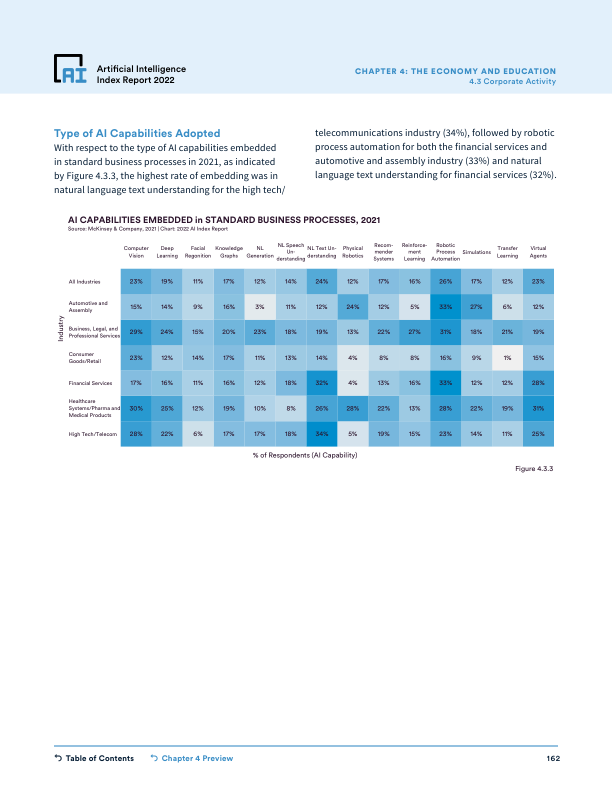 Artificial Intelligence
Index Report 2022
CHAPTER 4: THE ECONOMY AND EDUCATION
4.3 Corporate Activity
Type of AI Capabilities Adopted
With respect to the type of AI capabilities embedded
in standard business processes in 2021, as indicated
by Figure 4.3.3, the highest rate of embedding was in
natural language text understanding for the high tech/
telecommunications industry (34%), followed by robotic
process automation for both the financial services and
automotive and assembly industry (33%) and natural
language text understanding for financial services (32%).
AI CAPABILITIES EMBEDDED in STANDARD BUSINESS PROCESSES, 2021
Source: McKinsey & Company, 2021 | Chart: 2022 AI Index Report
Computer Vision Deep Learning Facial Regonition Knowledge Graphs NL Generation NL Speech Un-derstanding NL Text Un-derstanding Physical Robotics Recom-mender Systems Reinforce-ment Learning Robotic Process Automation Simulations Transfer Learning Virtual Agents
All Industries 23% 19% 11% 17% 12% 14% 24% 12% 17% 16% 26% 17% 12% 23%
Automotive and Assembly 15% 14% 9% 16% 3% 11% 12% 24% 12% 5% 33% 27% 6% 12%
Business, Legal, and Professional Services 29% 24% 15% 20% 23% 18% 19% 13% 22% 27% 31% 18% 21% 19%
Consumer Goods/Retail 23% 12% 14% 17% 11% 13% 14% 4% 8% 8% 16% 9% 1% 15%
Financial Services 17% 16% 11% 16% 12% 18% 32% 4% 13% 16% 33% 12% 12% 28%
Healthcare Systems/Pharma and Medical Products 30% 25% 12% 19% 10% 8% 26% 28% 22% 13% 28% 22% 19% 31%
High Tech/Telecom 28% 22% 6% 17% 17% 18% 34% 5% 19% 15% 23% 14% 11% 25%
Industry
% of Respondents (AI Capability)
Figure 4.3.3
Table of Contents
Chapter 4 Preview
162